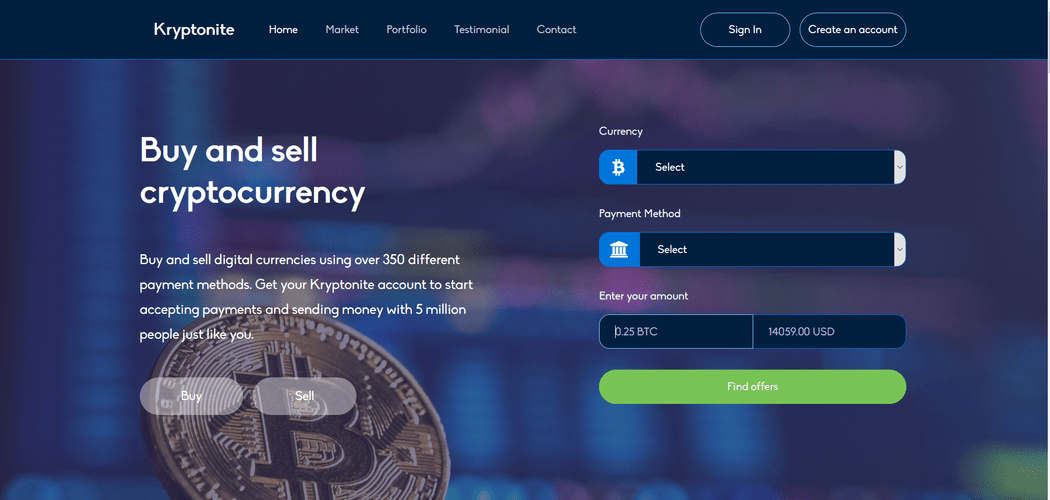 Kryptonite
Home
Market
Portfolio
Testimonial
Contact
Sign In
Create an account
Buy and sell
cryptocurrency
Buy and sell digital currencies using over 350 different
payment methods. Get your Kryptonite account to start
accepting payments and sending money with 5 million
people just like you.
Buy
Sell
Currency
Select
Payment Method
Select
Enter your amount
0.25 BTC
14059.00 USD
Find offers